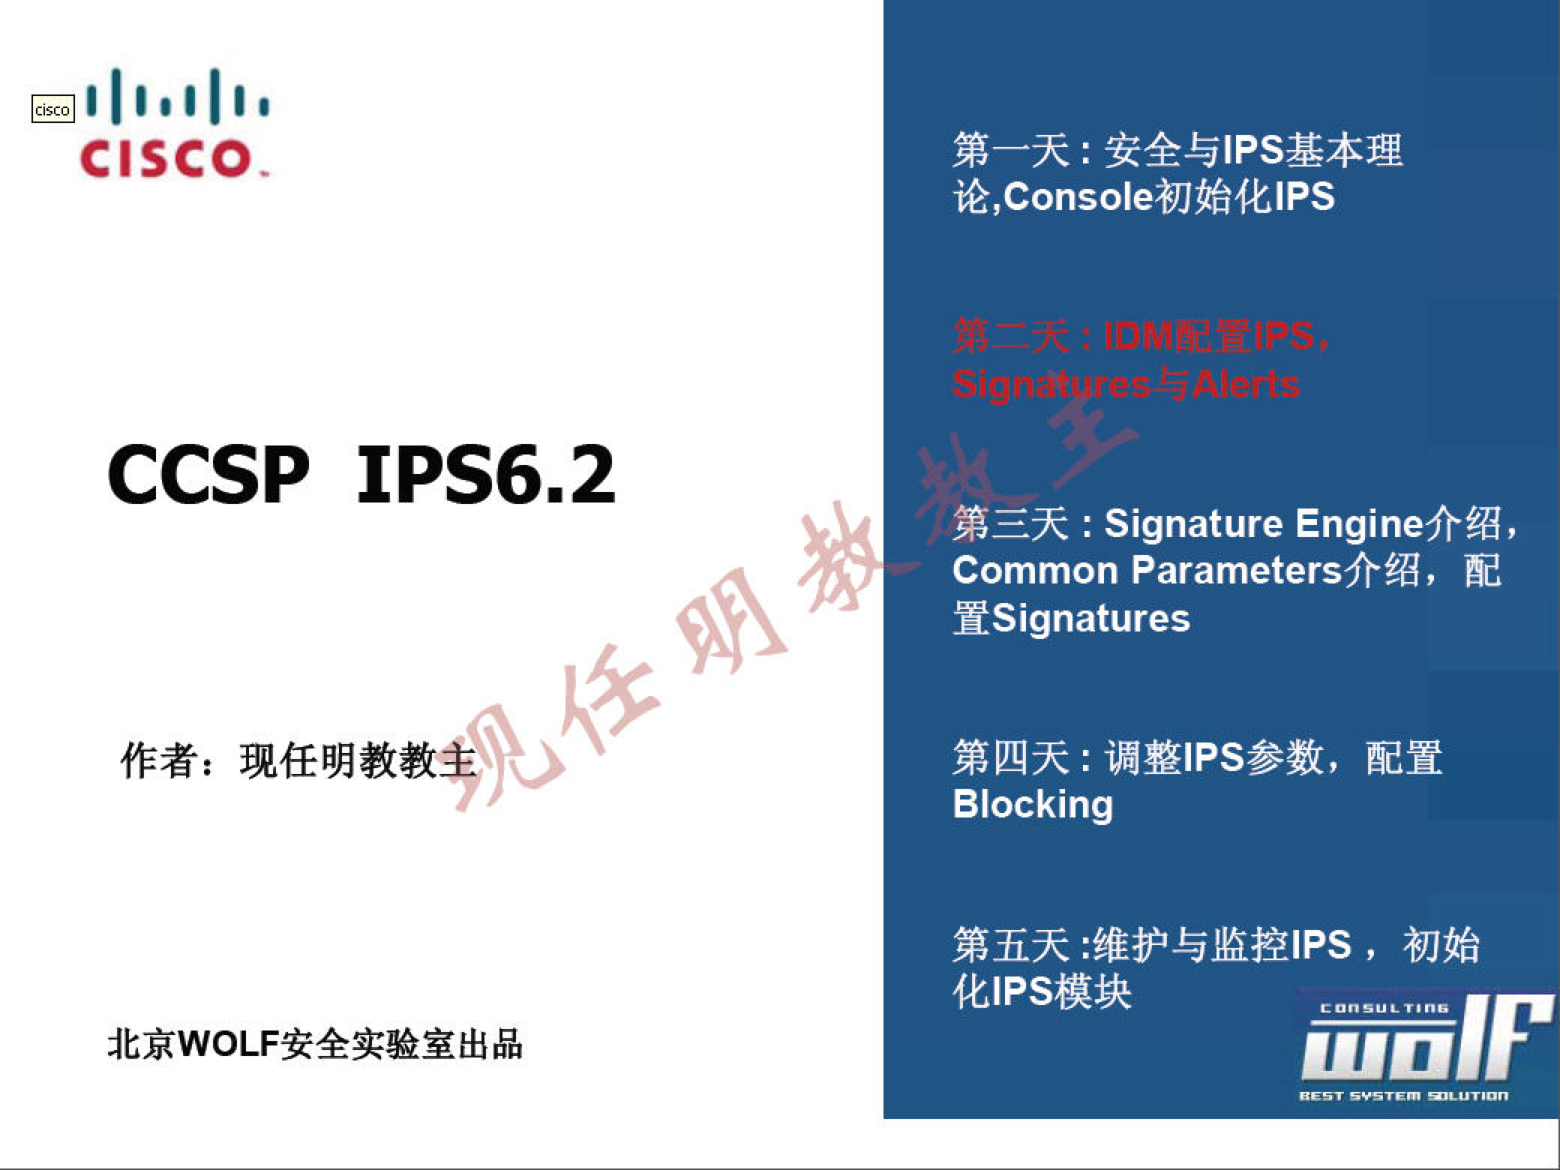 cisco
CISCO
CCSP IPS6.2
作者：现任明教教主
北京WOLF安全实验室出品
第一天：安全与IPS基本理
论,Console初始化IPS
第二天：IDM配置IPS，
Signatures与Alerts
第三天：Signature Engine介绍，
Common Parameters介绍，配
置Signatures
第四天：调整IPS参数，配置
Blocking
第五天:维护与监控IPS ，初始
化IPS模块
现任明教教主
CONSULTING
WOLF
BEST SYSTEM SOLUTION